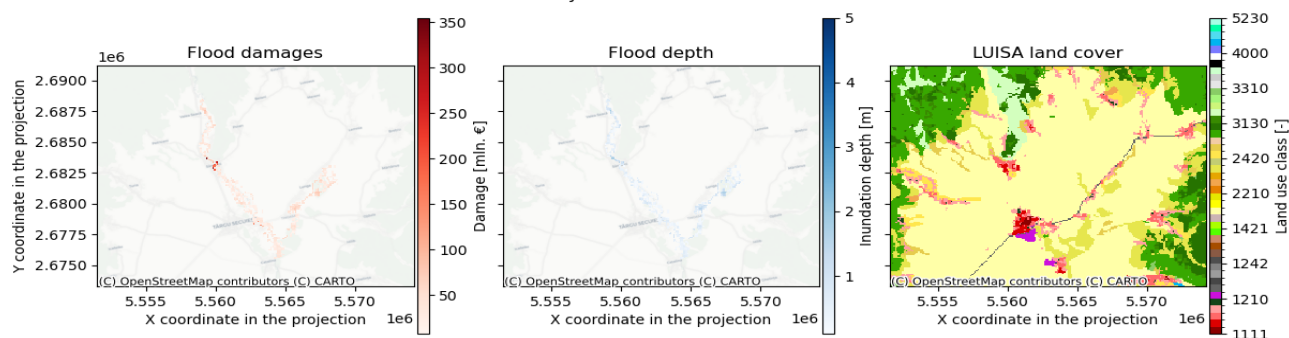 Flood damages
Flood depth
LUISA land cover
1e6
Y coordinate in the projection
2.6900
2.6875
2.6850
2.6825
2.6800
2.6775
2.6750
(C) OpenStreetMap contributors (C) CARTO
5.555 5.560 5.565 5.570
X coordinate in the projection
1e6
350
300
250
200
150
100
50
Damage [mln. €]
(C) OpenStreetMap contributors (C) CARTO
5.555 5.560 5.565 5.570
X coordinate in the projection
1e6
5
4
3
2
1
Inundation depth [m]
(C) OpenStreetMap contributors (C) CARTO
5.555 5.560 5.565 5.570
X coordinate in the projection
1e6
5230
4000
3310
3130
2420
2210
1421
1242
1210
1111
Land use class [-]